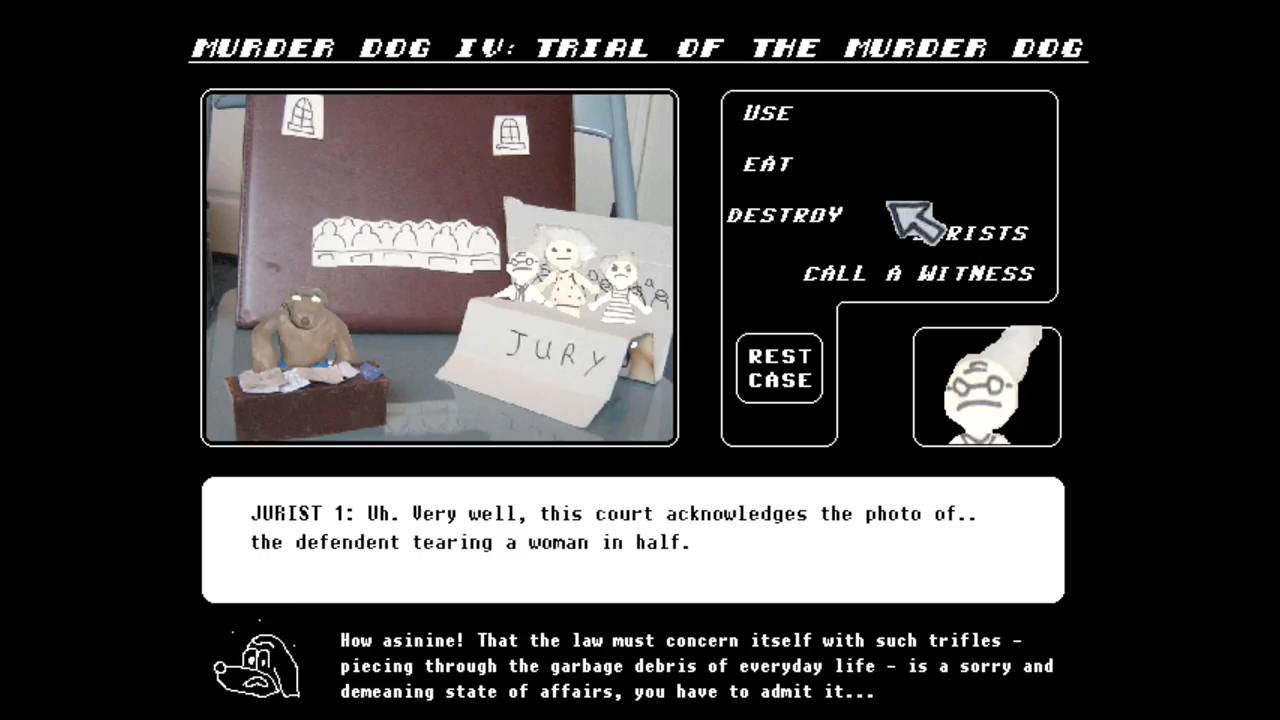 MURDER DOG IV: TRIAL OF THE MURDER DOG
USE
EAT
DESTROY
CALL A WITNESS
REST
CASE
JURY
JURIST 1: Uh. Very well, this court acknowledges the photo of..
the defendent tearing a woman in half.
How asinine! That the law must concern itself with such trifles -
piecing through the garbage debris of everyday life - is a sorry and
demeaning state of affairs, you have to admit it...